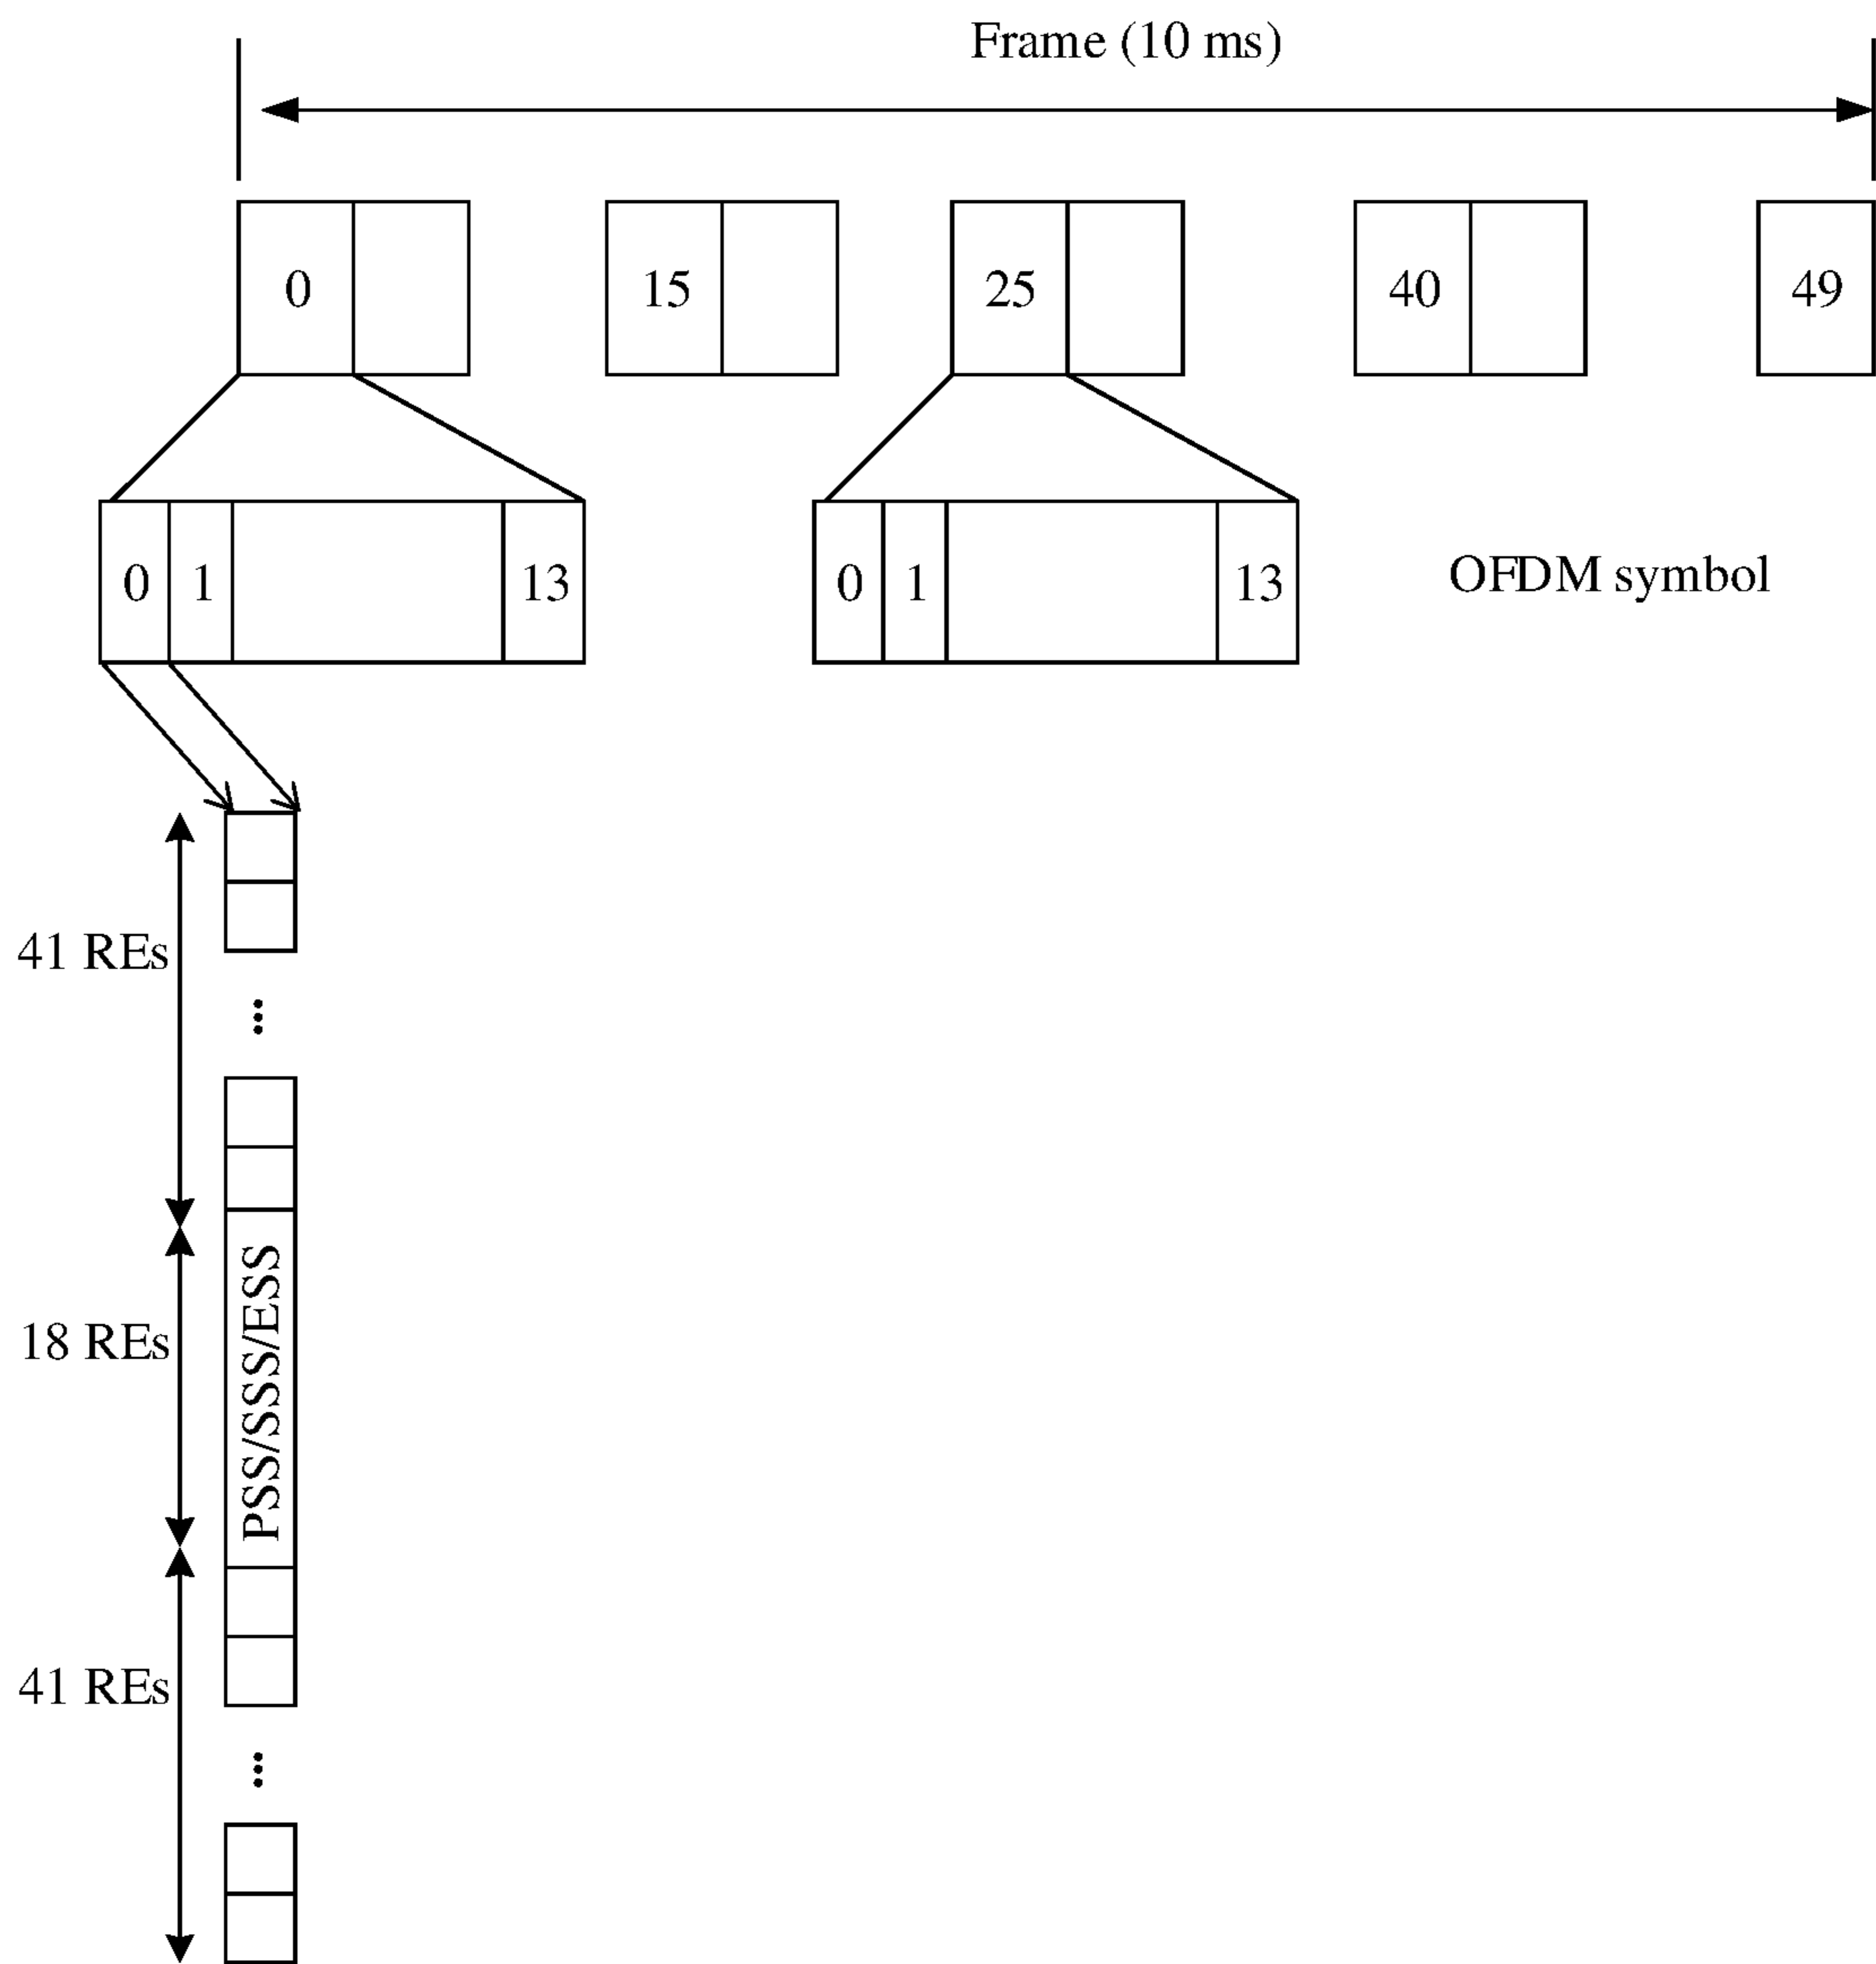 Frame (10 ms)
0 15 25 40 49
0 1 13 0 1 13 OFDM symbol
41 REs
18 REs
PSS/SSS/ESS
41 REs